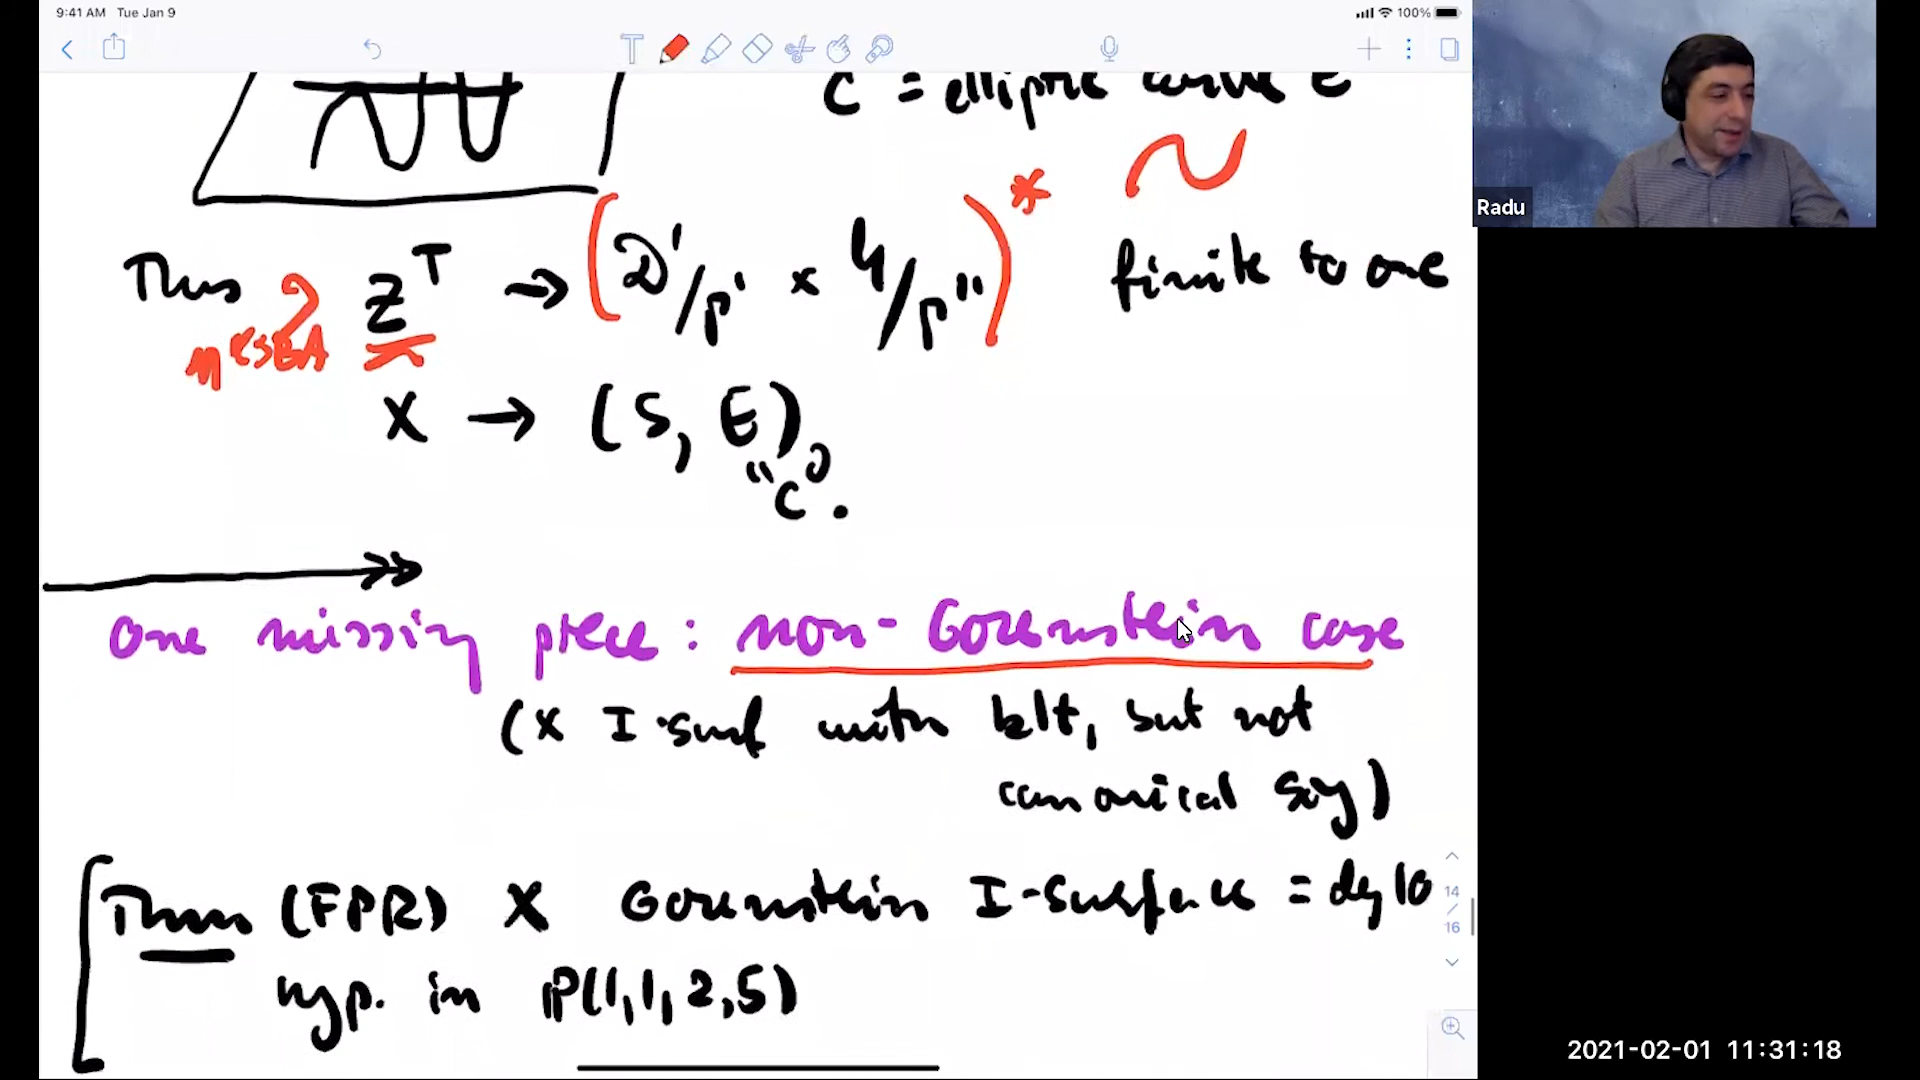 9:41 AM Tue Jan 9
100%
T
C = elliptic curve E
Thus Z^T → (D'/Γ' × 𝔥/Γ'')* finite to one
KSBA
X → (S, E)
"C".
One missing piece: non-Gorenstein case
(X I-surf with klt, but not
canonical sing)
Thm (FPR) X Gorenstein I-surface = deg 10
hyp. in P(1,1,2,5)
14
/
16
Radu
2021-02-01 11:31:18